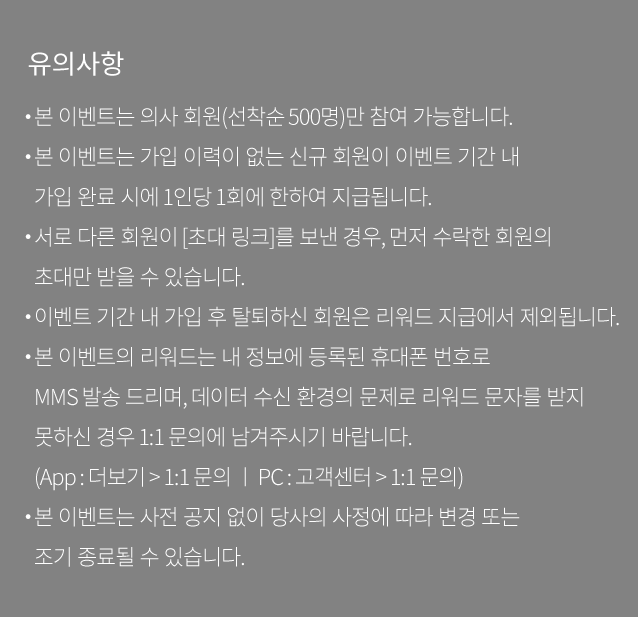 유의사항
• 본 이벤트는 의사 회원(선착순 500명)만 참여 가능합니다.
• 본 이벤트는 가입 이력이 없는 신규 회원이 이벤트 기간 내
가입 완료 시에 1인당 1회에 한하여 지급됩니다.
• 서로 다른 회원이 [초대 링크]를 보낸 경우, 먼저 수락한 회원의
초대만 받을 수 있습니다.
• 이벤트 기간 내 가입 후 탈퇴하신 회원은 리워드 지급에서 제외됩니다.
• 본 이벤트의 리워드는 내 정보에 등록된 휴대폰 번호로
MMS 발송 드리며, 데이터 수신 환경의 문제로 리워드 문자를 받지
못하신 경우 1:1 문의에 남겨주시기 바랍니다.
(App : 더보기 > 1:1 문의 ㅣ PC : 고객센터 > 1:1 문의)
• 본 이벤트는 사전 공지 없이 당사의 사정에 따라 변경 또는
조기 종료될 수 있습니다.